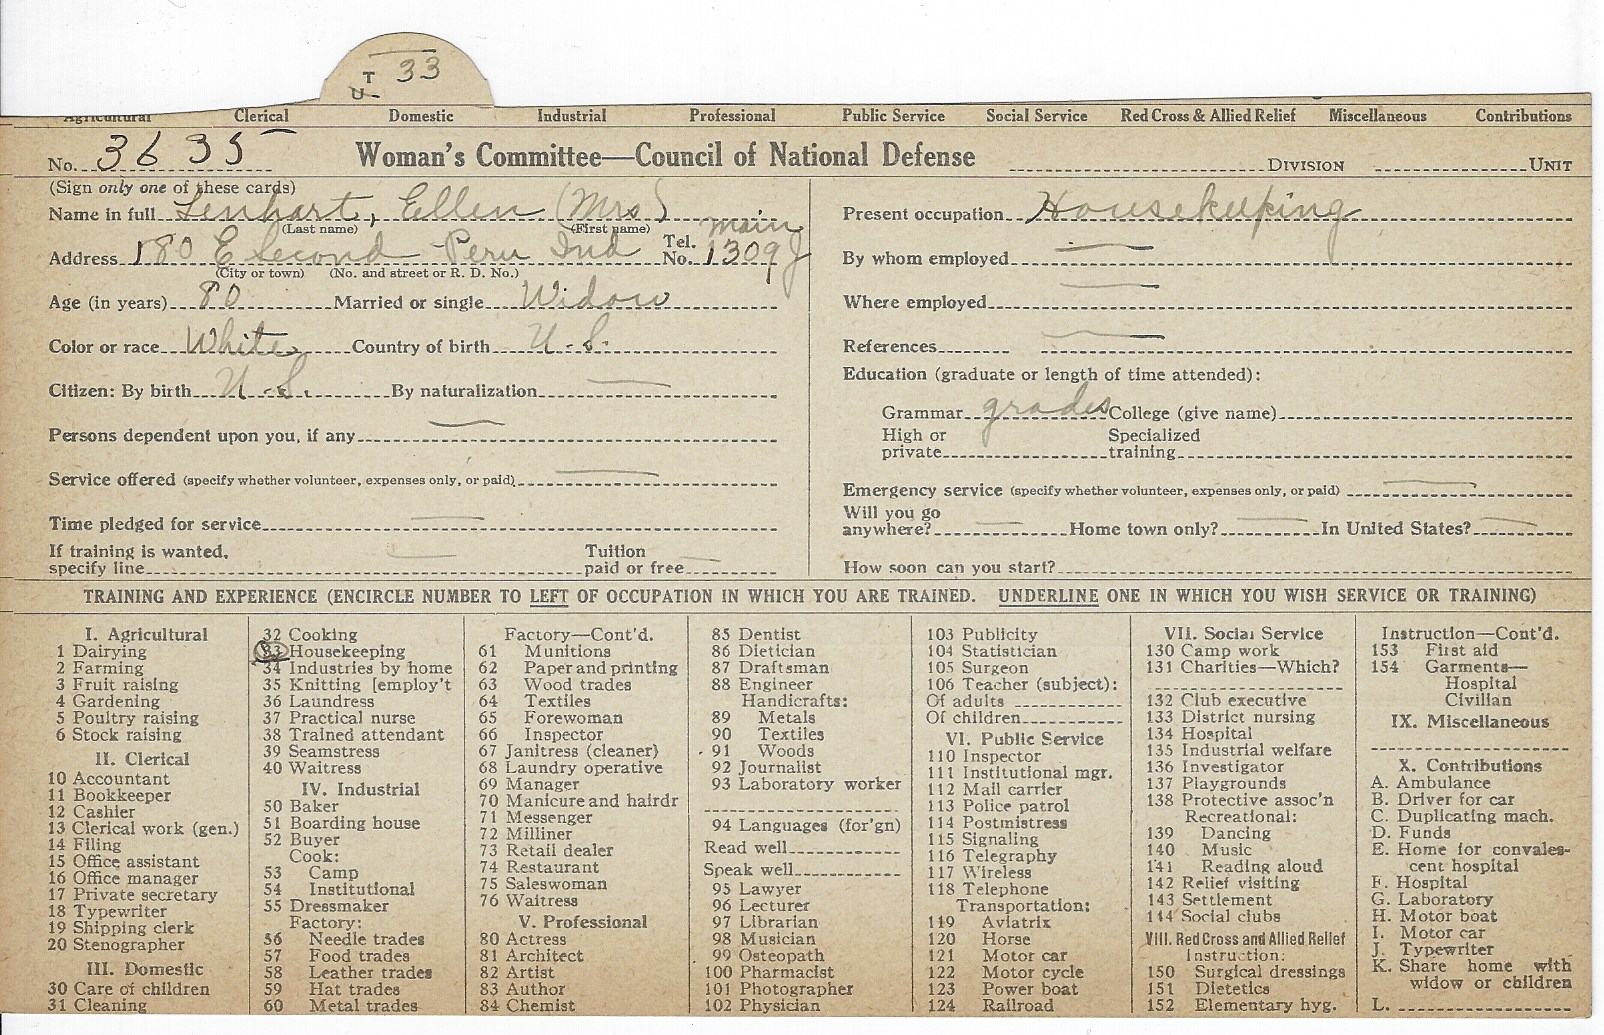 T 33
U-
Agricultural Clerical Domestic Industrial Professional Public Service Social Service Red Cross & Allied Relief Miscellaneous Contributions
No. 3635 Woman's Committee—Council of National Defense DIVISION UNIT
(Sign only one of these cards)
Name in full Lenhart, Ellen (Mrs)
(Last name) (First name)
Address 180 E Second Peru Ind Tel. No. Main 1309 J
(City or town) (No. and street or R. D. No.)
Age (in years) 80 Married or single Widow
Color or race White Country of birth U.S.
Citizen: By birth U.S. By naturalization —
Persons dependent upon you, if any —
Service offered (specify whether volunteer, expenses only, or paid) —
Time pledged for service —
If training is wanted, specify line — Tuition paid or free —
Present occupation Housekeeping
By whom employed —
Where employed —
References —
Education (graduate or length of time attended):
Grammar grades College (give name)
High or private Specialized training
Emergency service (specify whether volunteer, expenses only, or paid) —
Will you go anywhere? — Home town only? — In United States? —
How soon can you start?
TRAINING AND EXPERIENCE (ENCIRCLE NUMBER TO LEFT OF OCCUPATION IN WHICH YOU ARE TRAINED. UNDERLINE ONE IN WHICH YOU WISH SERVICE OR TRAINING)
I. Agricultural
1 Dairying
2 Farming
3 Fruit raising
4 Gardening
5 Poultry raising
6 Stock raising
II. Clerical
10 Accountant
11 Bookkeeper
12 Cashier
13 Clerical work (gen.)
14 Filing
15 Office assistant
16 Office manager
17 Private secretary
18 Typewriter
19 Shipping clerk
20 Stenographer
III. Domestic
30 Care of children
31 Cleaning
32 Cooking
33 Housekeeping
34 Industries by home
35 Knitting [employ't
36 Laundress
37 Practical nurse
38 Trained attendant
39 Seamstress
40 Waitress
IV. Industrial
50 Baker
51 Boarding house
52 Buyer
Cook:
53 Camp
54 Institutional
55 Dressmaker
Factory:
56 Needle trades
57 Food trades
58 Leather trades
59 Hat trades
60 Metal trades
Factory—Cont'd.
61 Munitions
62 Paper and printing
63 Wood trades
64 Textiles
65 Forewoman
66 Inspector
67 Janitress (cleaner)
68 Laundry operative
69 Manager
70 Manicure and hairdr
71 Messenger
72 Milliner
73 Retail dealer
74 Restaurant
75 Saleswoman
76 Waitress
V. Professional
80 Actress
81 Architect
82 Artist
83 Author
84 Chemist
85 Dentist
86 Dietician
87 Draftsman
88 Engineer
Handicrafts:
89 Metals
90 Textiles
91 Woods
92 Journalist
93 Laboratory worker
94 Languages (for'gn)
Read well
Speak well
95 Lawyer
96 Lecturer
97 Librarian
98 Musician
99 Osteopath
100 Pharmacist
101 Photographer
102 Physician
103 Publicity
104 Statistician
105 Surgeon
106 Teacher (subject):
Of adults
Of children
VI. Public Service
110 Inspector
111 Institutional mgr.
112 Mail carrier
113 Police patrol
114 Postmistress
115 Signaling
116 Telegraphy
117 Wireless
118 Telephone
Transportation:
119 Aviatrix
120 Horse
121 Motor car
122 Motor cycle
123 Power boat
124 Railroad
VII. Social Service
130 Camp work
131 Charities—Which?
132 Club executive
133 District nursing
134 Hospital
135 Industrial welfare
136 Investigator
137 Playgrounds
138 Protective assoc'n
Recreational:
139 Dancing
140 Music
141 Reading aloud
142 Relief visiting
143 Settlement
144 Social clubs
VIII. Red Cross and Allied Relief
Instruction:
150 Surgical dressings
151 Dietetics
152 Elementary hyg.
Instruction—Cont'd.
153 First aid
154 Garments—
Hospital
Civilian
IX. Miscellaneous
X. Contributions
A. Ambulance
B. Driver for car
C. Duplicating mach.
D. Funds
E. Home for convales-
cent hospital
F. Hospital
G. Laboratory
H. Motor boat
I. Motor car
J. Typewriter
K. Share home with
widow or children
L.